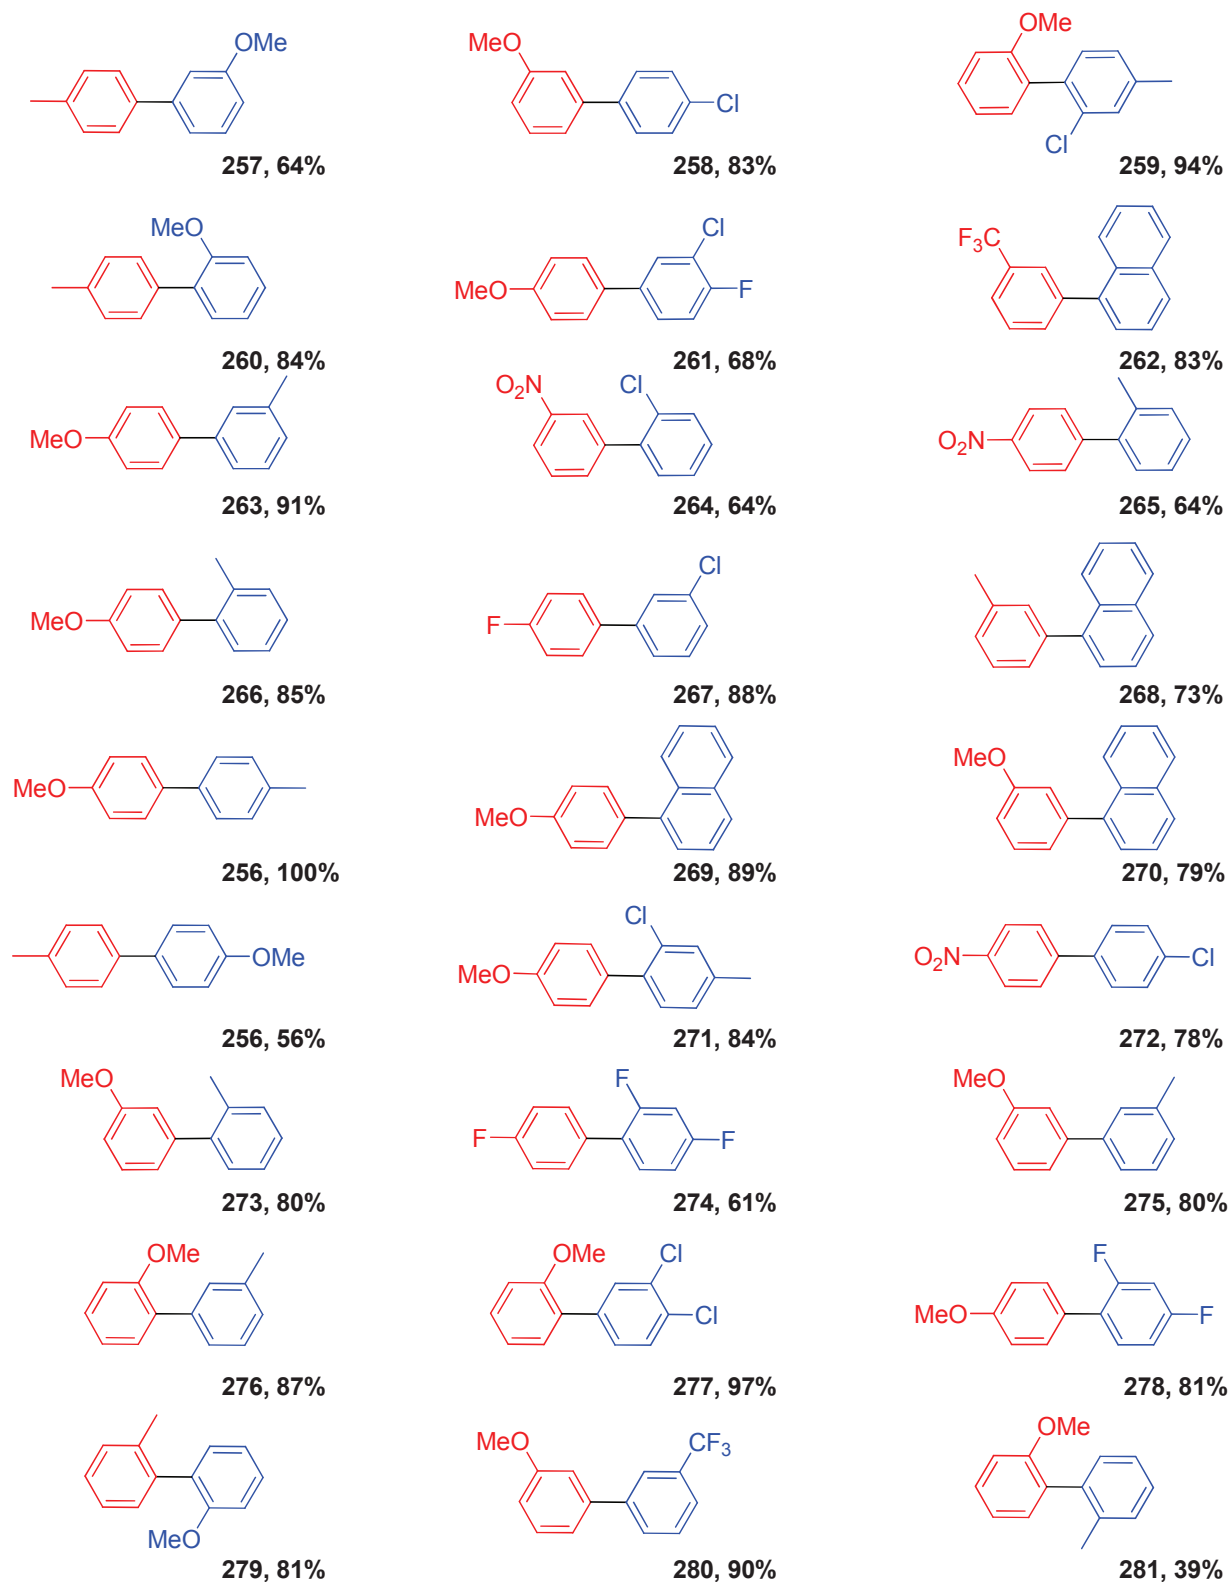 OMe
MeO
Cl
OMe
Cl
257, 64%
258, 83%
259, 94%
MeO
Cl
MeO
F
F3C
260, 84%
261, 68%
262, 83%
MeO
O2N
Cl
O2N
263, 91%
264, 64%
265, 64%
MeO
F
Cl
266, 85%
267, 88%
268, 73%
MeO
MeO
MeO
256, 100%
269, 89%
270, 79%
OMe
Cl
MeO
O2N
Cl
256, 56%
271, 84%
272, 78%
MeO
F
F
F
MeO
273, 80%
274, 61%
275, 80%
OMe
OMe
Cl
Cl
F
MeO
F
276, 87%
277, 97%
278, 81%
MeO
MeO
CF3
OMe
279, 81%
280, 90%
281, 39%